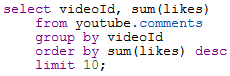 select videoId, sum(likes)
    from youtube.comments
    group by videoId
    order by sum(likes) desc
    limit 10;